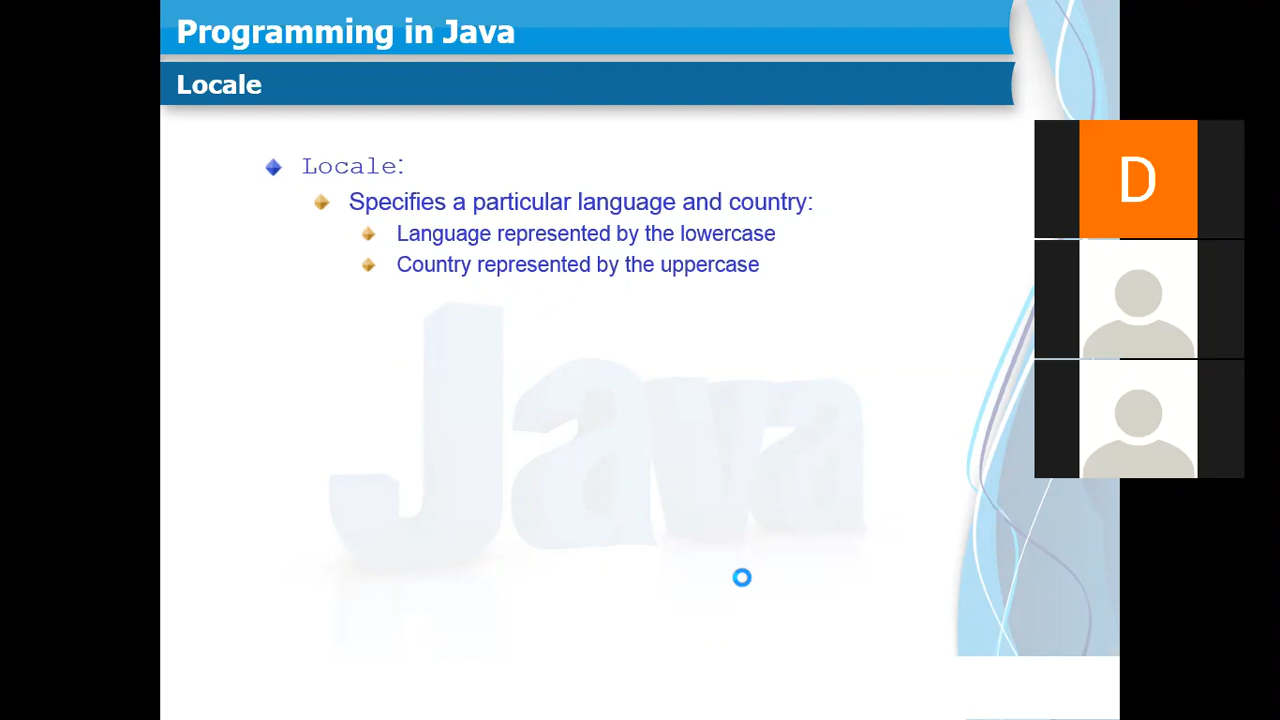 Programming in Java
Locale
Locale:
Specifies a particular language and country:
Language represented by the lowercase
Country represented by the uppercase
Java
D